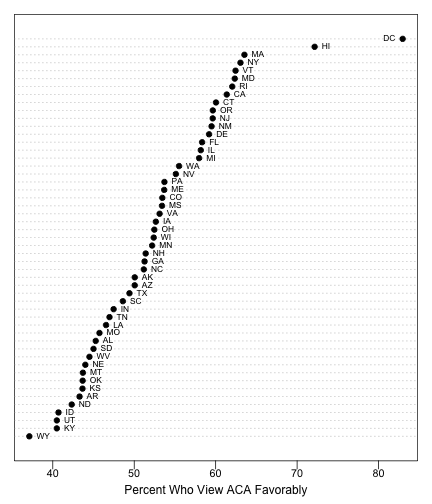 DC
HI
MA
NY
VT
MD
RI
CA
CT
OR
NJ
NM
DE
FL
IL
MI
WA
NV
PA
ME
CO
MS
VA
IA
OH
WI
MN
NH
GA
NC
AK
AZ
TX
SC
IN
TN
LA
MO
AL
SD
WV
NE
MT
OK
KS
AR
ND
ID
UT
KY
WY
40 50 60 70 80
Percent Who View ACA Favorably